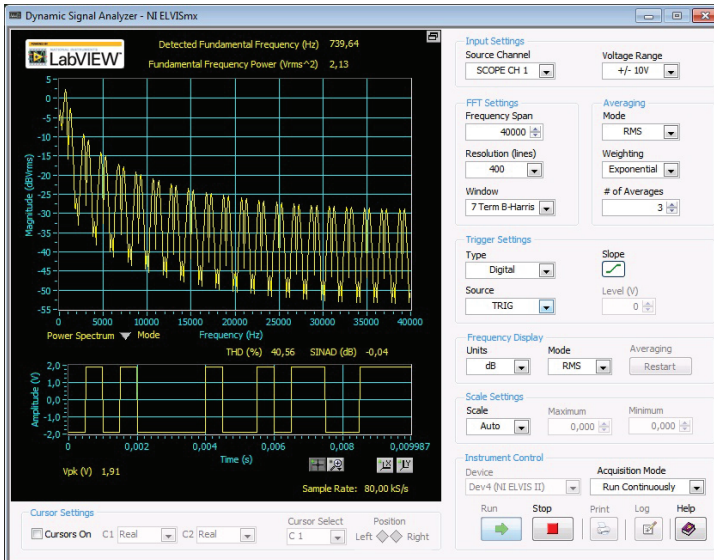 Dynamic Signal Analyzer - NI ELVISmx
LabVIEW
Detected Fundamental Frequency (Hz) 739,64
Fundamental Frequency Power (Vrms^2) 2,13
Magnitude (dBVrms)
5
0
-5
-10
-15
-20
-25
-30
-35
-40
-45
-50
-55
0 5000 10000 15000 20000 25000 30000 35000 40000
Power Spectrum Mode Frequency (Hz)
THD (%) 40,56 SINAD (dB) -0,04
Amplitude (V)
2,0
1,0
0,0
-1,0
-2,0
0 0,002 0,004 0,006 0,008 0,009987
Time (s)
Vpk (V) 1,91
Sample Rate: 80,00 kS/s
Cursor Settings
Cursors On C1 Real C2 Real
Cursor Select
C 1
Position
Left Right
Input Settings
Source Channel Voltage Range
SCOPE CH 1 +/- 10V
FFT Settings
Frequency Span
40000
Resolution (lines)
400
Window
7 Term B-Harris
Averaging
Mode
RMS
Weighting
Exponential
# of Averages
3
Trigger Settings
Type Slope
Digital
Source Level (V)
TRIG 0
Frequency Display
Units Mode Averaging
dB RMS Restart
Scale Settings
Scale Maximum Minimum
Auto 0,000 0,000
Instrument Control
Device Acquisition Mode
Dev4 (NI ELVIS II) Run Continuously
Run Stop Print Log Help